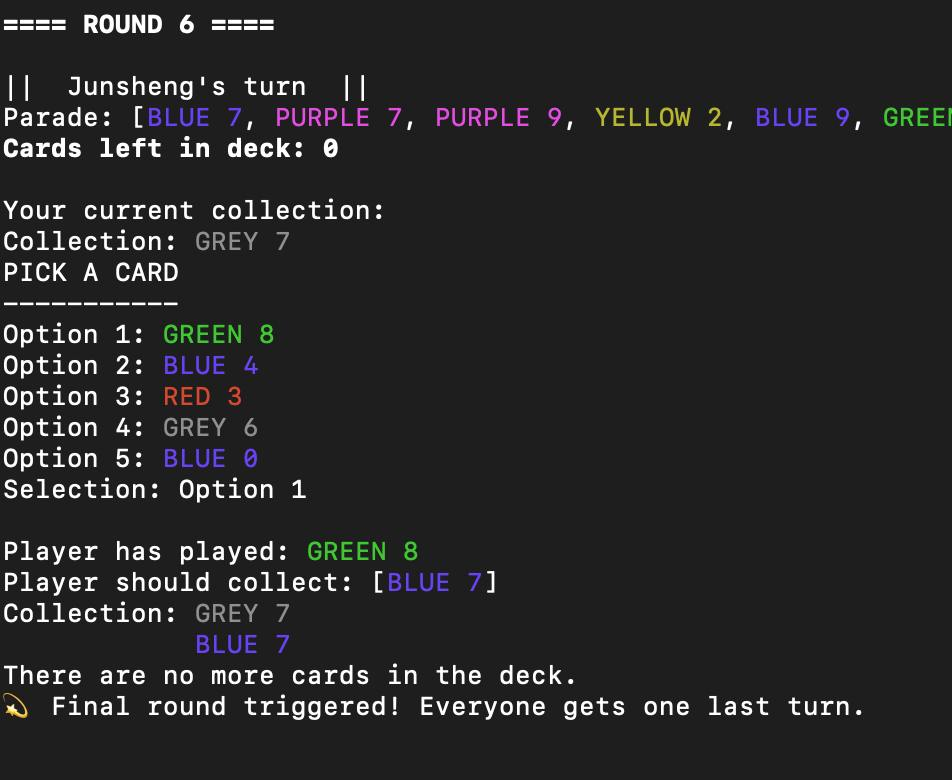 ==== ROUND 6 ====
||  Junsheng's turn  ||
Parade: [BLUE 7, PURPLE 7, PURPLE 9, YELLOW 2, BLUE 9, GREEN
Cards left in deck: 0
Your current collection:
Collection: GREY 7
PICK A CARD
-----------
Option 1: GREEN 8
Option 2: BLUE 4
Option 3: RED 3
Option 4: GREY 6
Option 5: BLUE 0
Selection: Option 1
Player has played: GREEN 8
Player should collect: [BLUE 7]
Collection: GREY 7
BLUE 7
There are no more cards in the deck.
💫 Final round triggered! Everyone gets one last turn.